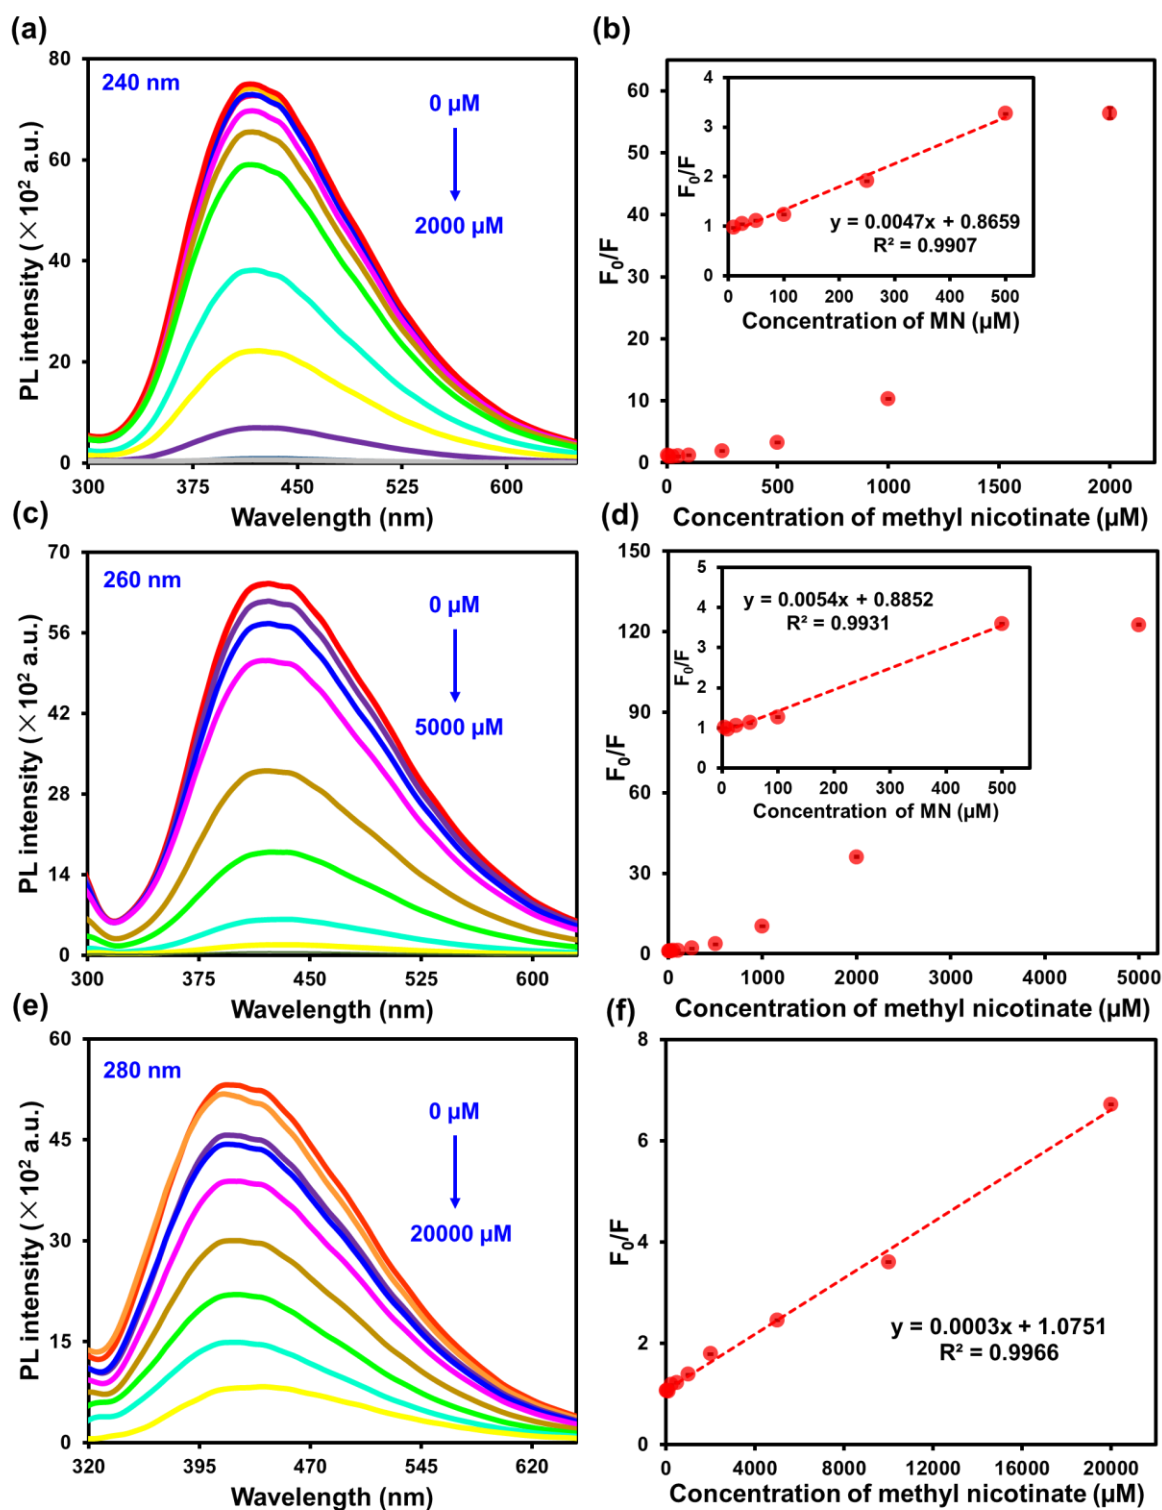 (a)
240 nm
0 µM
2000 µM
PL intensity (×10² a.u.)
80
60
40
20
0
300 375 450 525 600
Wavelength (nm)
(b)
F₀/F
60
50
40
30
20
10
0
0 500 1000 1500 2000
Concentration of methyl nicotinate (µM)
F₀/F
4
3
2
1
0
y = 0.0047x + 0.8659
R² = 0.9907
0 100 200 300 400 500
Concentration of MN (µM)
(c)
260 nm
0 µM
5000 µM
PL intensity (×10² a.u.)
70
56
42
28
14
0
300 375 450 525 600
Wavelength (nm)
(d)
F₀/F
150
120
90
60
30
0
0 1000 2000 3000 4000 5000
Concentration of methyl nicotinate (µM)
F₀/F
5
4
3
2
1
0
y = 0.0054x + 0.8852
R² = 0.9931
0 100 200 300 400 500
Concentration of MN (µM)
(e)
280 nm
0 µM
20000 µM
PL intensity (×10² a.u.)
60
45
30
15
0
320 395 470 545 620
Wavelength (nm)
(f)
F₀/F
8
6
4
2
0
y = 0.0003x + 1.0751
R² = 0.9966
0 4000 8000 12000 16000 20000
Concentration of methyl nicotinate (µM)